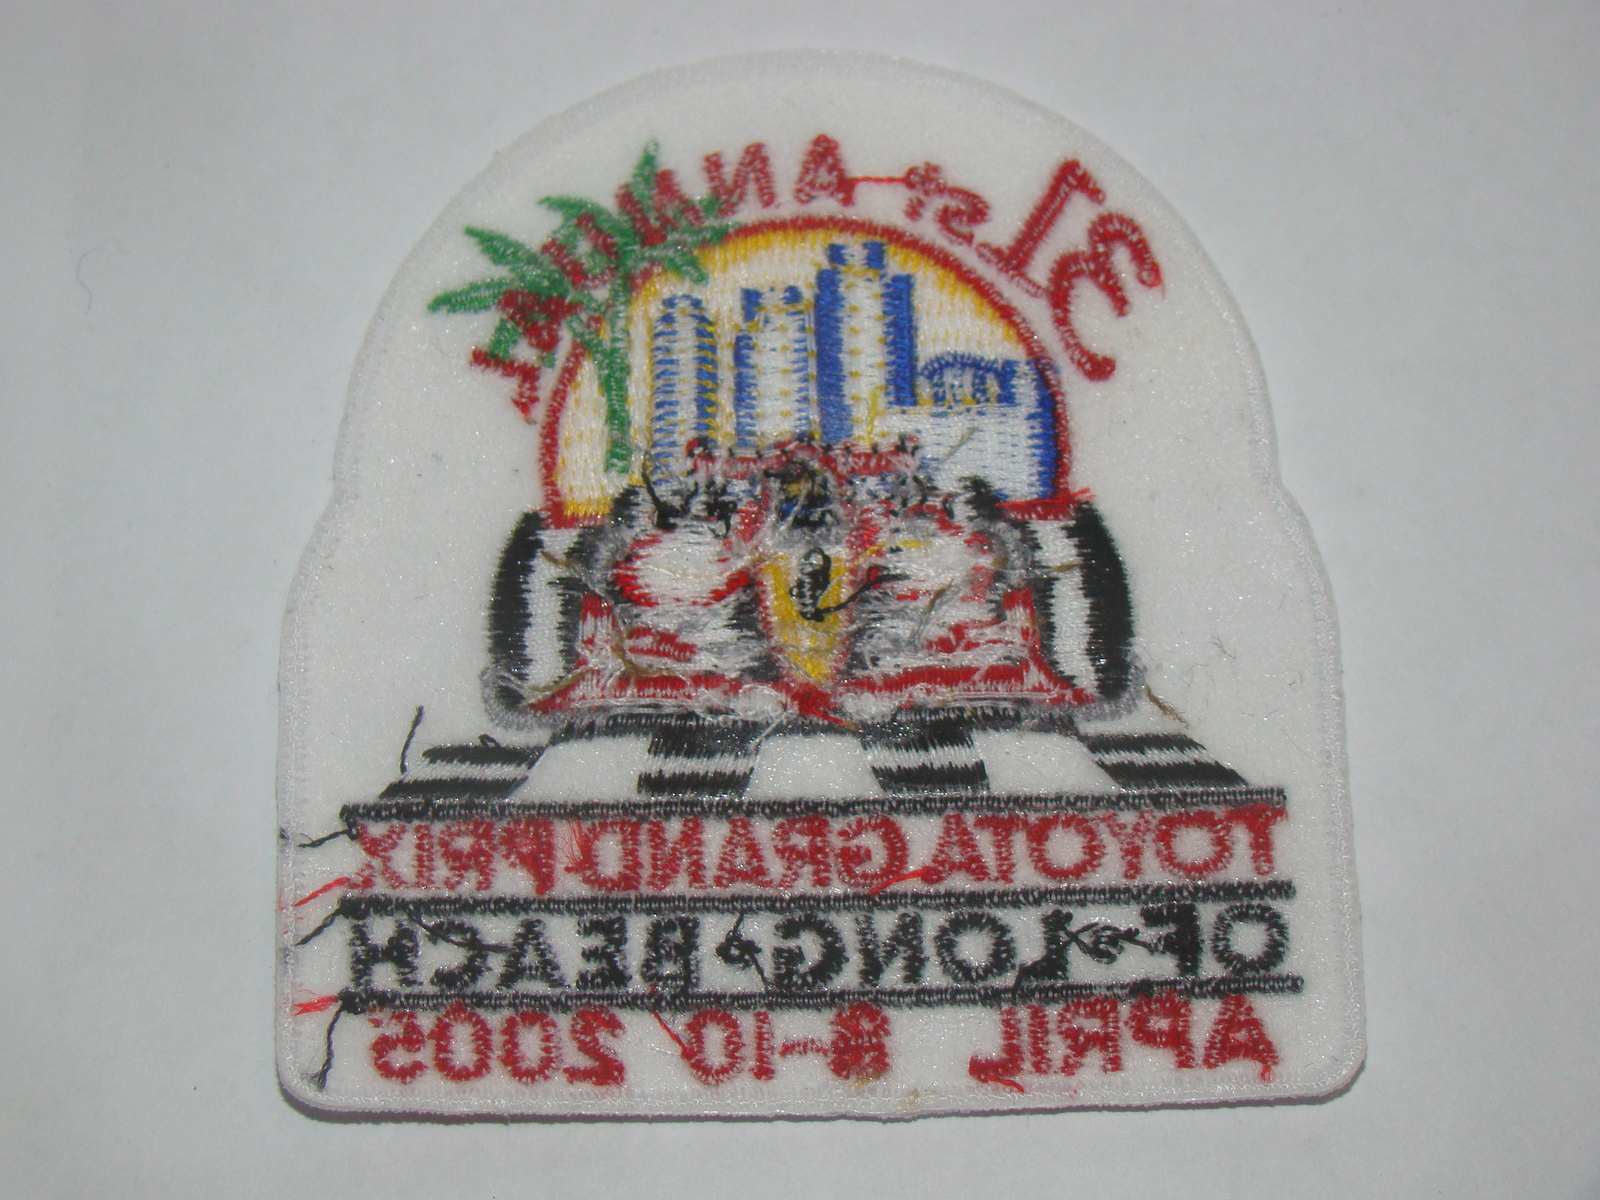 31st ANNUAL
TOYOTA GRAND PRIX
OF LONG BEACH
APRIL 8-10 2005